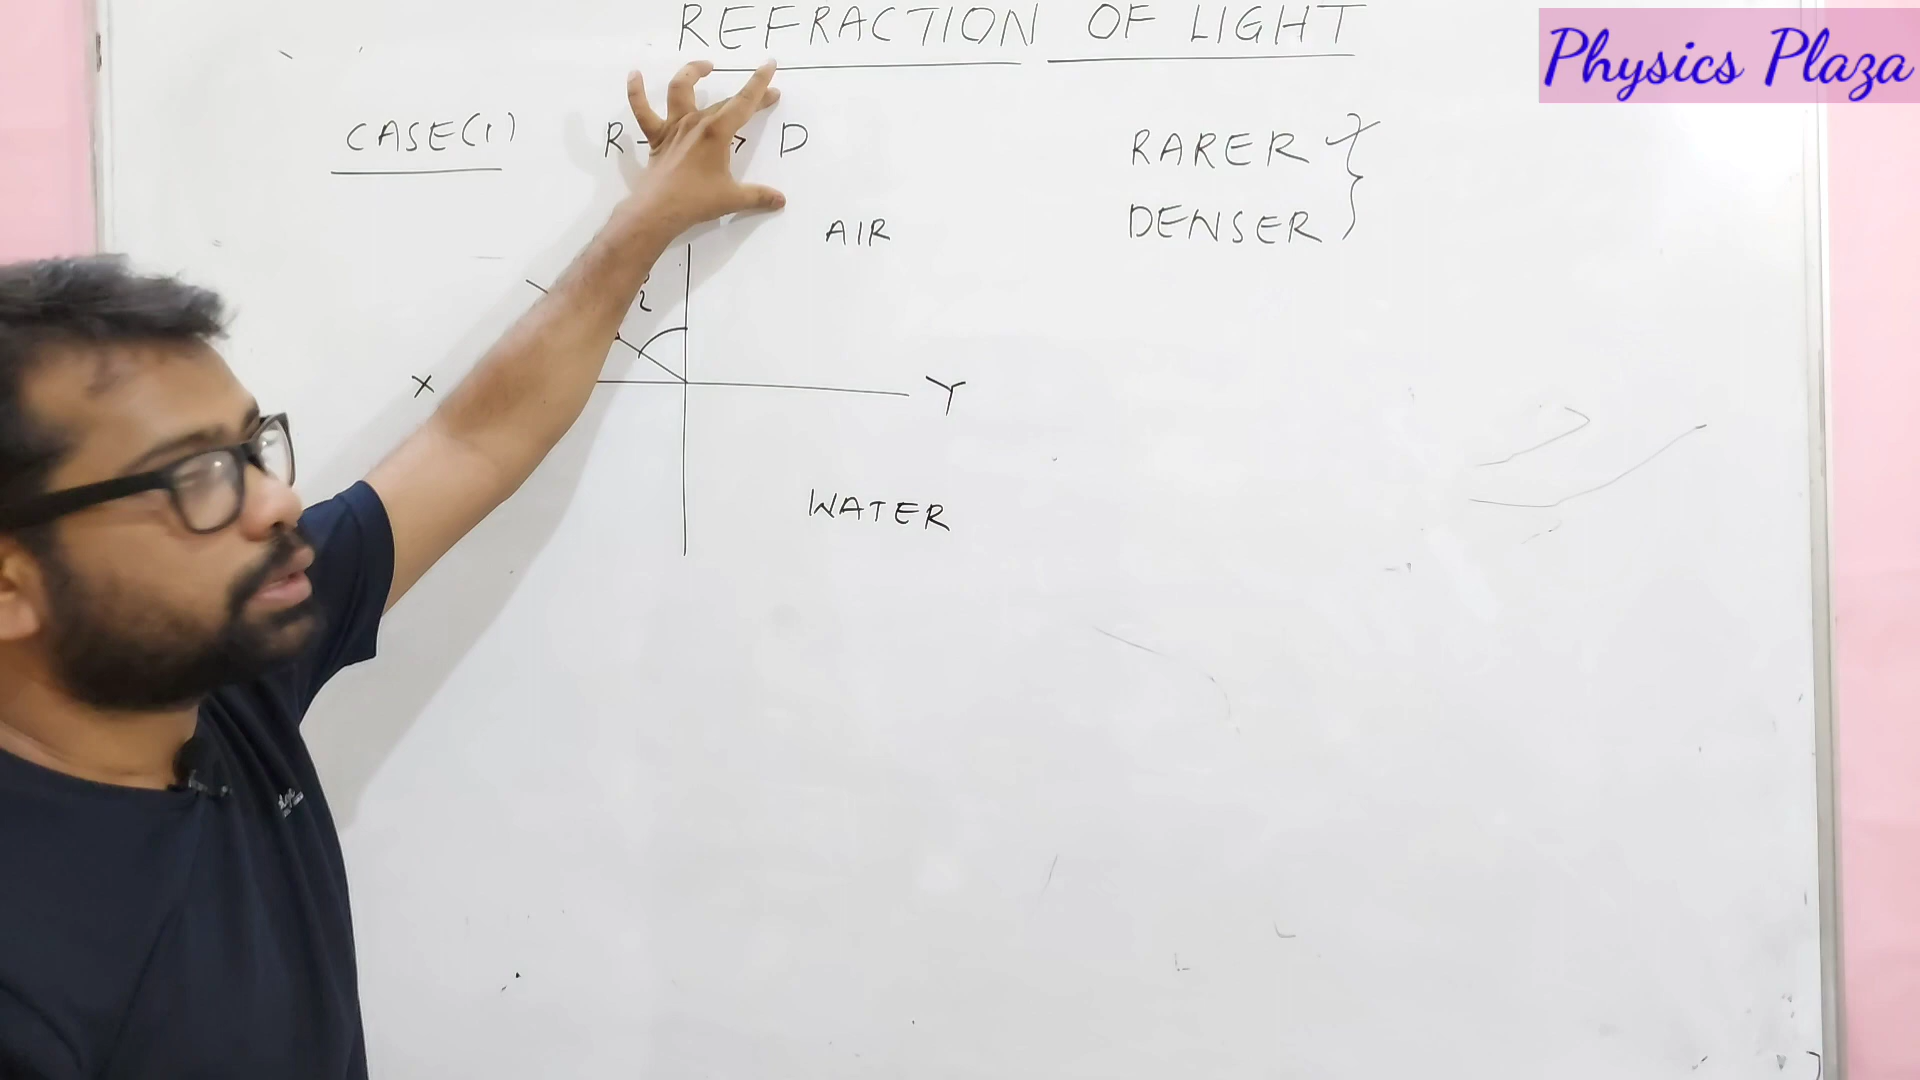 REFRACTION OF LIGHT
Physics Plaza
CASE(1) R → D
RARER }
DENSER
AIR
i
X Y
WATER